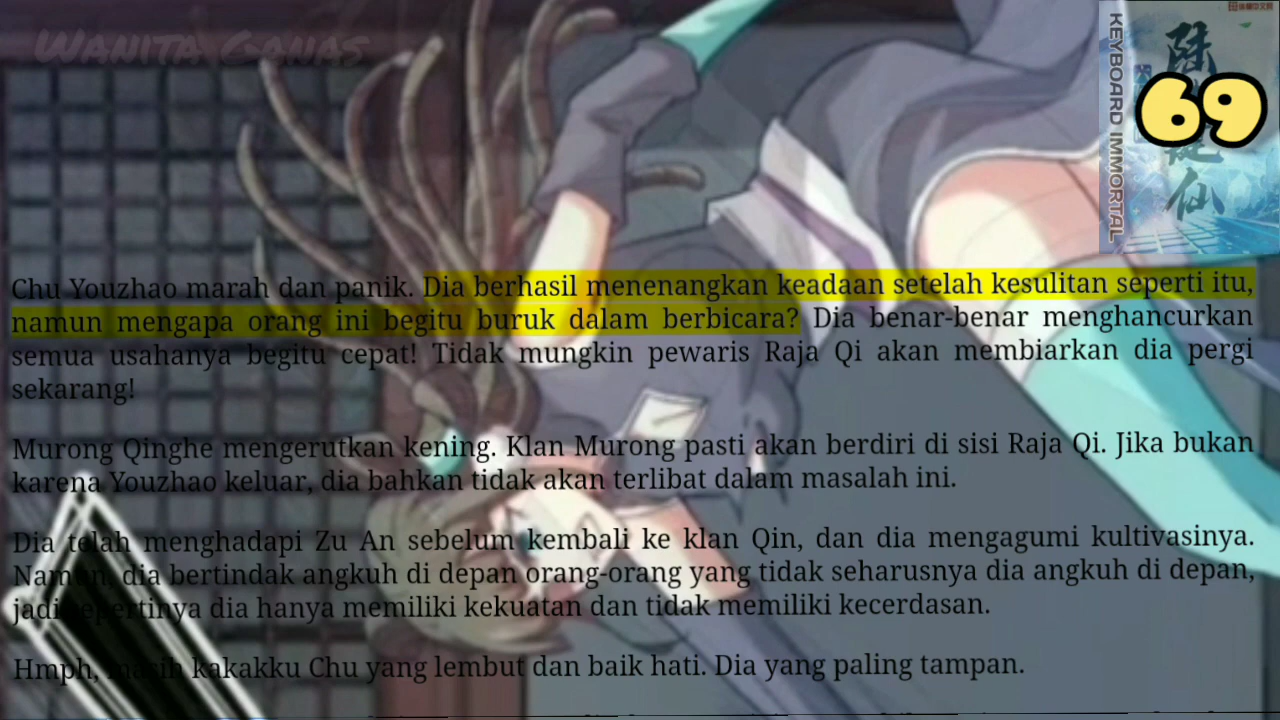 Wanita Ganas
KEYBOARD IMMORTAL
69
仙
Chu Youzhao marah dan panik. Dia berhasil menenangkan keadaan setelah kesulitan seperti itu,
namun mengapa orang ini begitu buruk dalam berbicara? Dia benar-benar menghancurkan
semua usahanya begitu cepat! Tidak mungkin pewaris Raja Qi akan membiarkan dia pergi
sekarang!
Murong Qinghe mengerutkan kening. Klan Murong pasti akan berdiri di sisi Raja Qi. Jika bukan
karena Youzhao keluar, dia bahkan tidak akan terlibat dalam masalah ini.
Dia telah menghadapi Zu An sebelum kembali ke klan Qin, dan dia mengagumi kultivasinya.
Namun, dia bertindak angkuh di depan orang-orang yang tidak seharusnya dia angkuh di depan,
jadi sepertinya dia hanya memiliki kekuatan dan tidak memiliki kecerdasan.
Hmph, masih kakakku Chu yang lembut dan baik hati. Dia yang paling tampan.